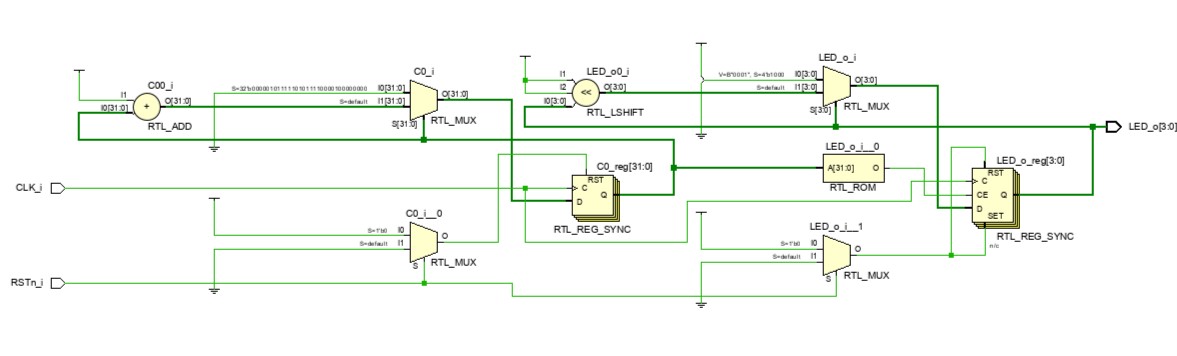 C00_i
I1
I0[31:0]
+
O[31:0]
RTL_ADD
C0_i
I0[31:0]
S=default
I1[31:0]
O[31:0]
S[31:0]
RTL_MUX
LED_o0_i
I1
I2
I0[3:0]
<<
O[3:0]
RTL_LSHIFT
LED_o_i
V=B"0001", S=4'b1000
I0[3:0]
S=default
I1[3:0]
O[3:0]
S[3:0]
RTL_MUX
LED_o[3:0]
CLK_i
C0_reg[31:0]
RST
C
D
Q
RTL_REG_SYNC
LED_o_i__0
A[31:0]
O
RTL_ROM
LED_o_reg[3:0]
RST
C
CE
D
SET
Q
RTL_REG_SYNC
n/c
C0_i__0
S=1'b0
I0
S=default
I1
O
S
RTL_MUX
RSTn_i
LED_o_i__1
S=1'b0
I0
S=default
I1
O
S
RTL_MUX